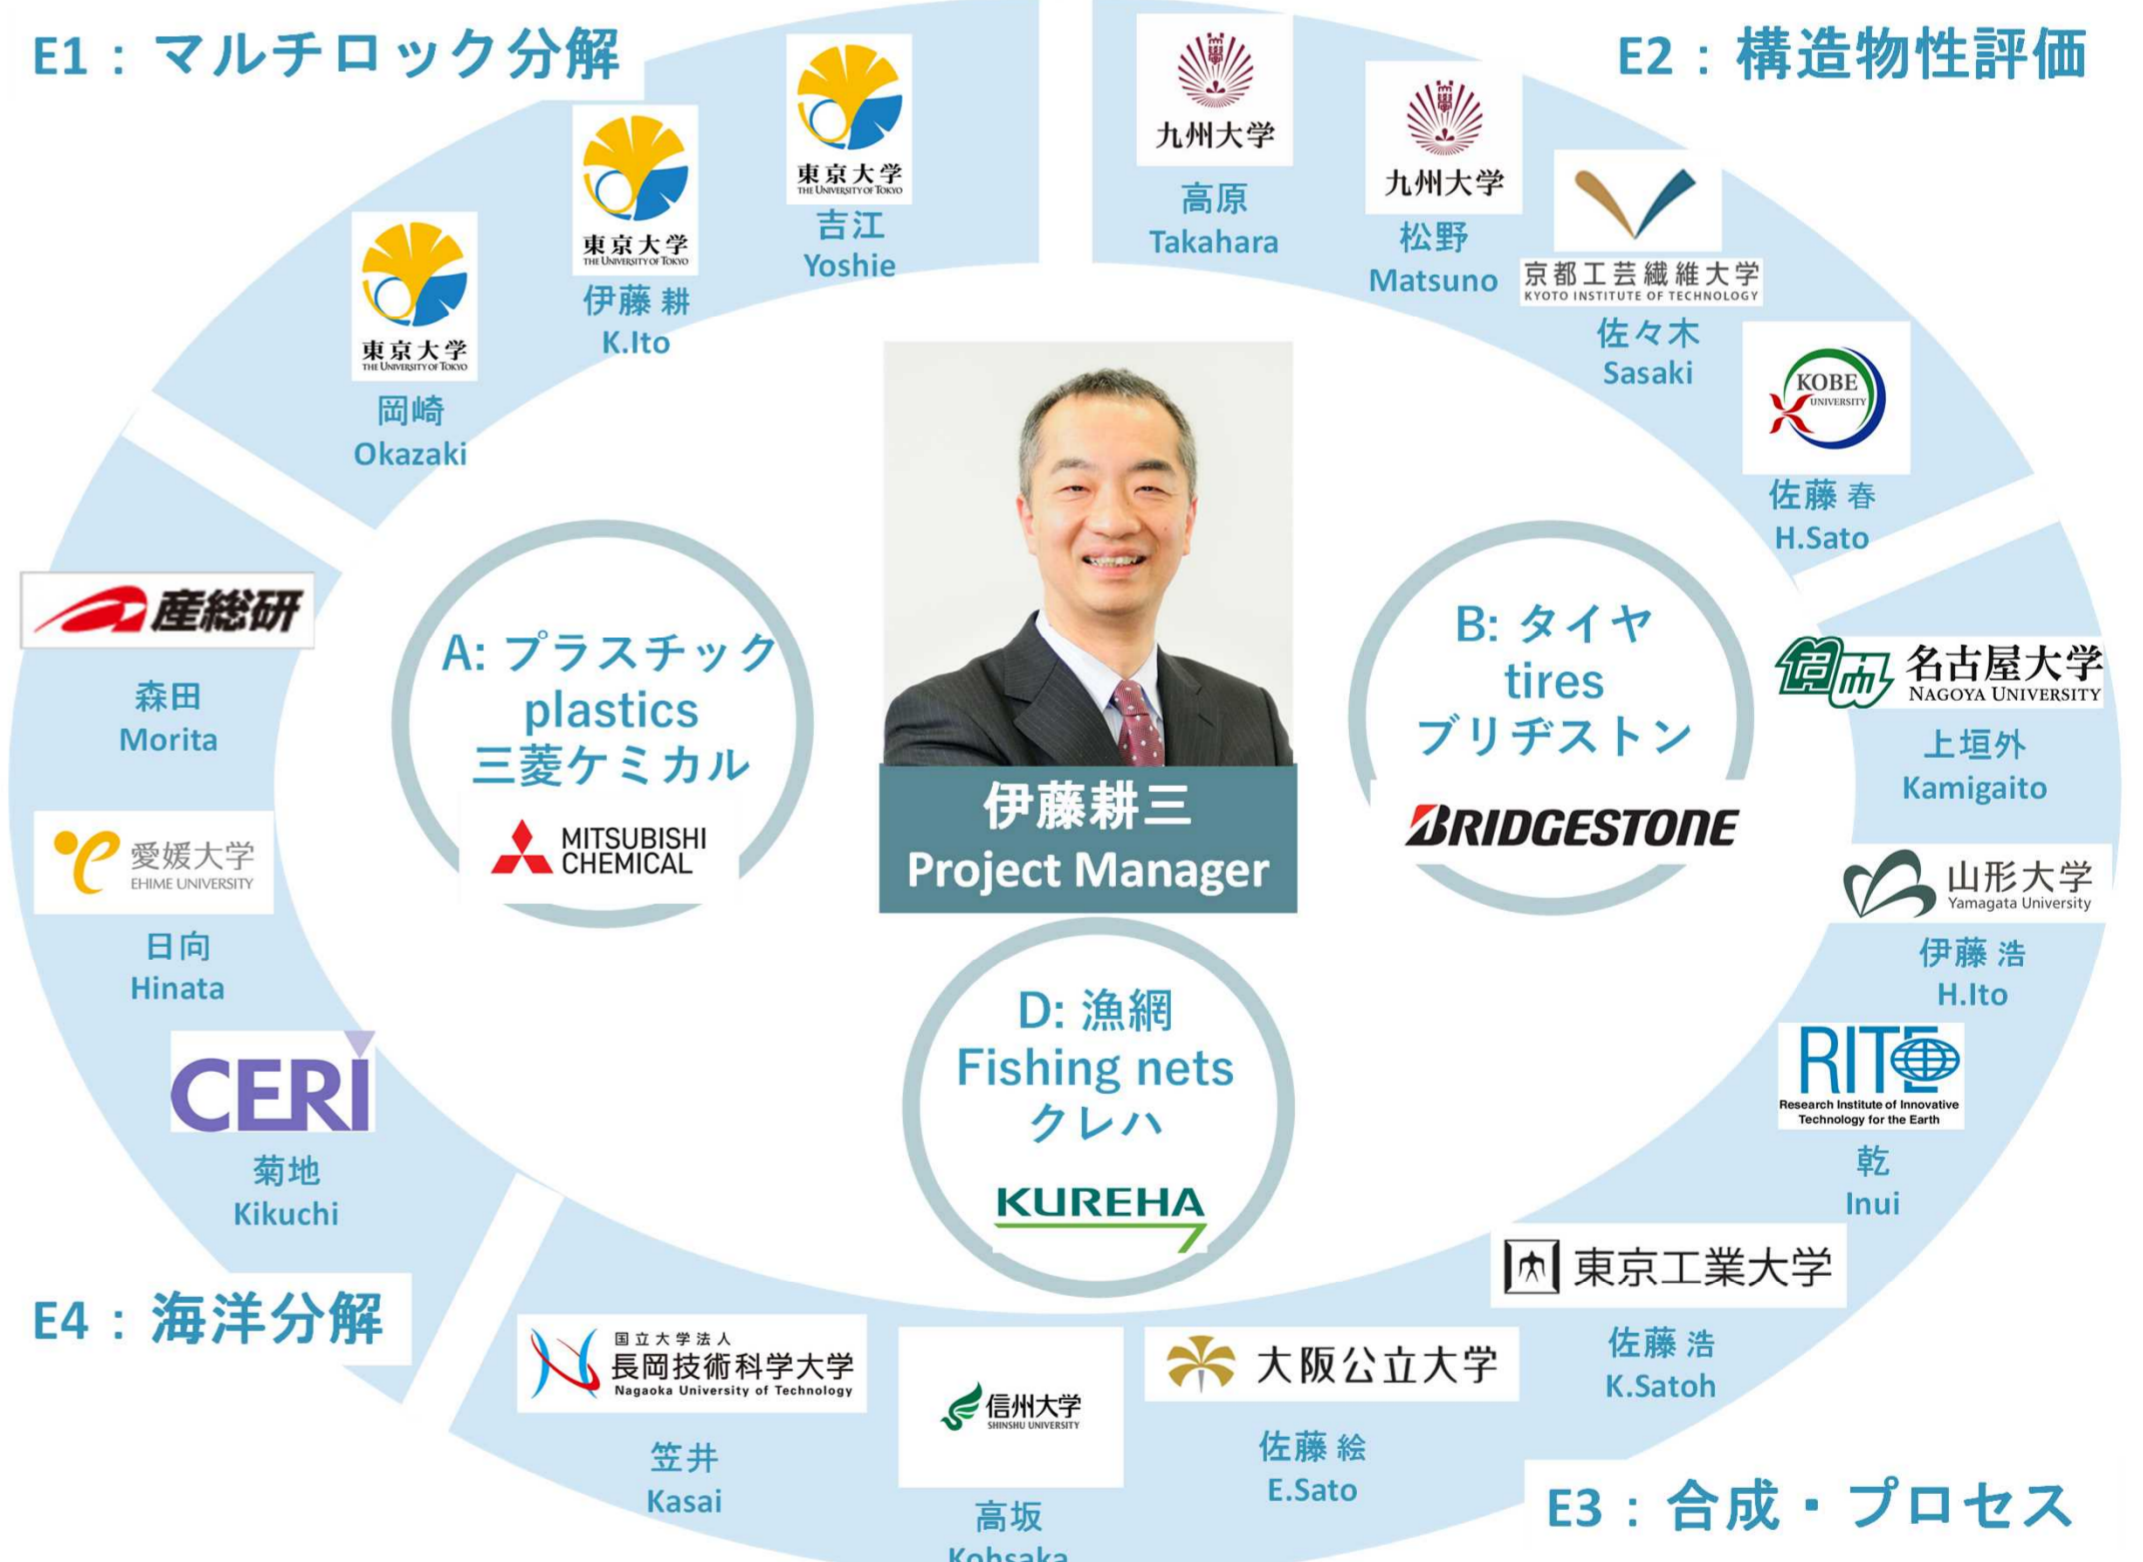 E1：マルチロック分解
東京大学
THE UNIVERSITY OF TOKYO
吉江
Yoshie
東京大学
THE UNIVERSITY OF TOKYO
伊藤 耕
K.Ito
東京大学
THE UNIVERSITY OF TOKYO
岡崎
Okazaki
E2：構造物性評価
九州大学
高原
Takahara
九州大学
松野
Matsuno
京都工芸繊維大学
KYOTO INSTITUTE OF TECHNOLOGY
佐々木
Sasaki
KOBE
UNIVERSITY
佐藤 春
H.Sato
産総研
森田
Morita
愛媛大学
EHIME UNIVERSITY
日向
Hinata
CERI
菊地
Kikuchi
E4：海洋分解
A: プラスチック
plastics
三菱ケミカル
MITSUBISHI
CHEMICAL
伊藤耕三
Project Manager
B: タイヤ
tires
ブリヂストン
BRIDGESTONE
D: 漁網
Fishing nets
クレハ
KUREHA
名古屋大学
NAGOYA UNIVERSITY
上垣外
Kamigaito
山形大学
Yamagata University
伊藤 浩
H.Ito
RITE
Research Institute of Innovative
Technology for the Earth
乾
Inui
東京工業大学
佐藤 浩
K.Satoh
大阪公立大学
佐藤 絵
E.Sato
信州大学
SHINSHU UNIVERSITY
高坂
Kohsaka
国立大学法人
長岡技術科学大学
Nagaoka University of Technology
笠井
Kasai
E3：合成・プロセス